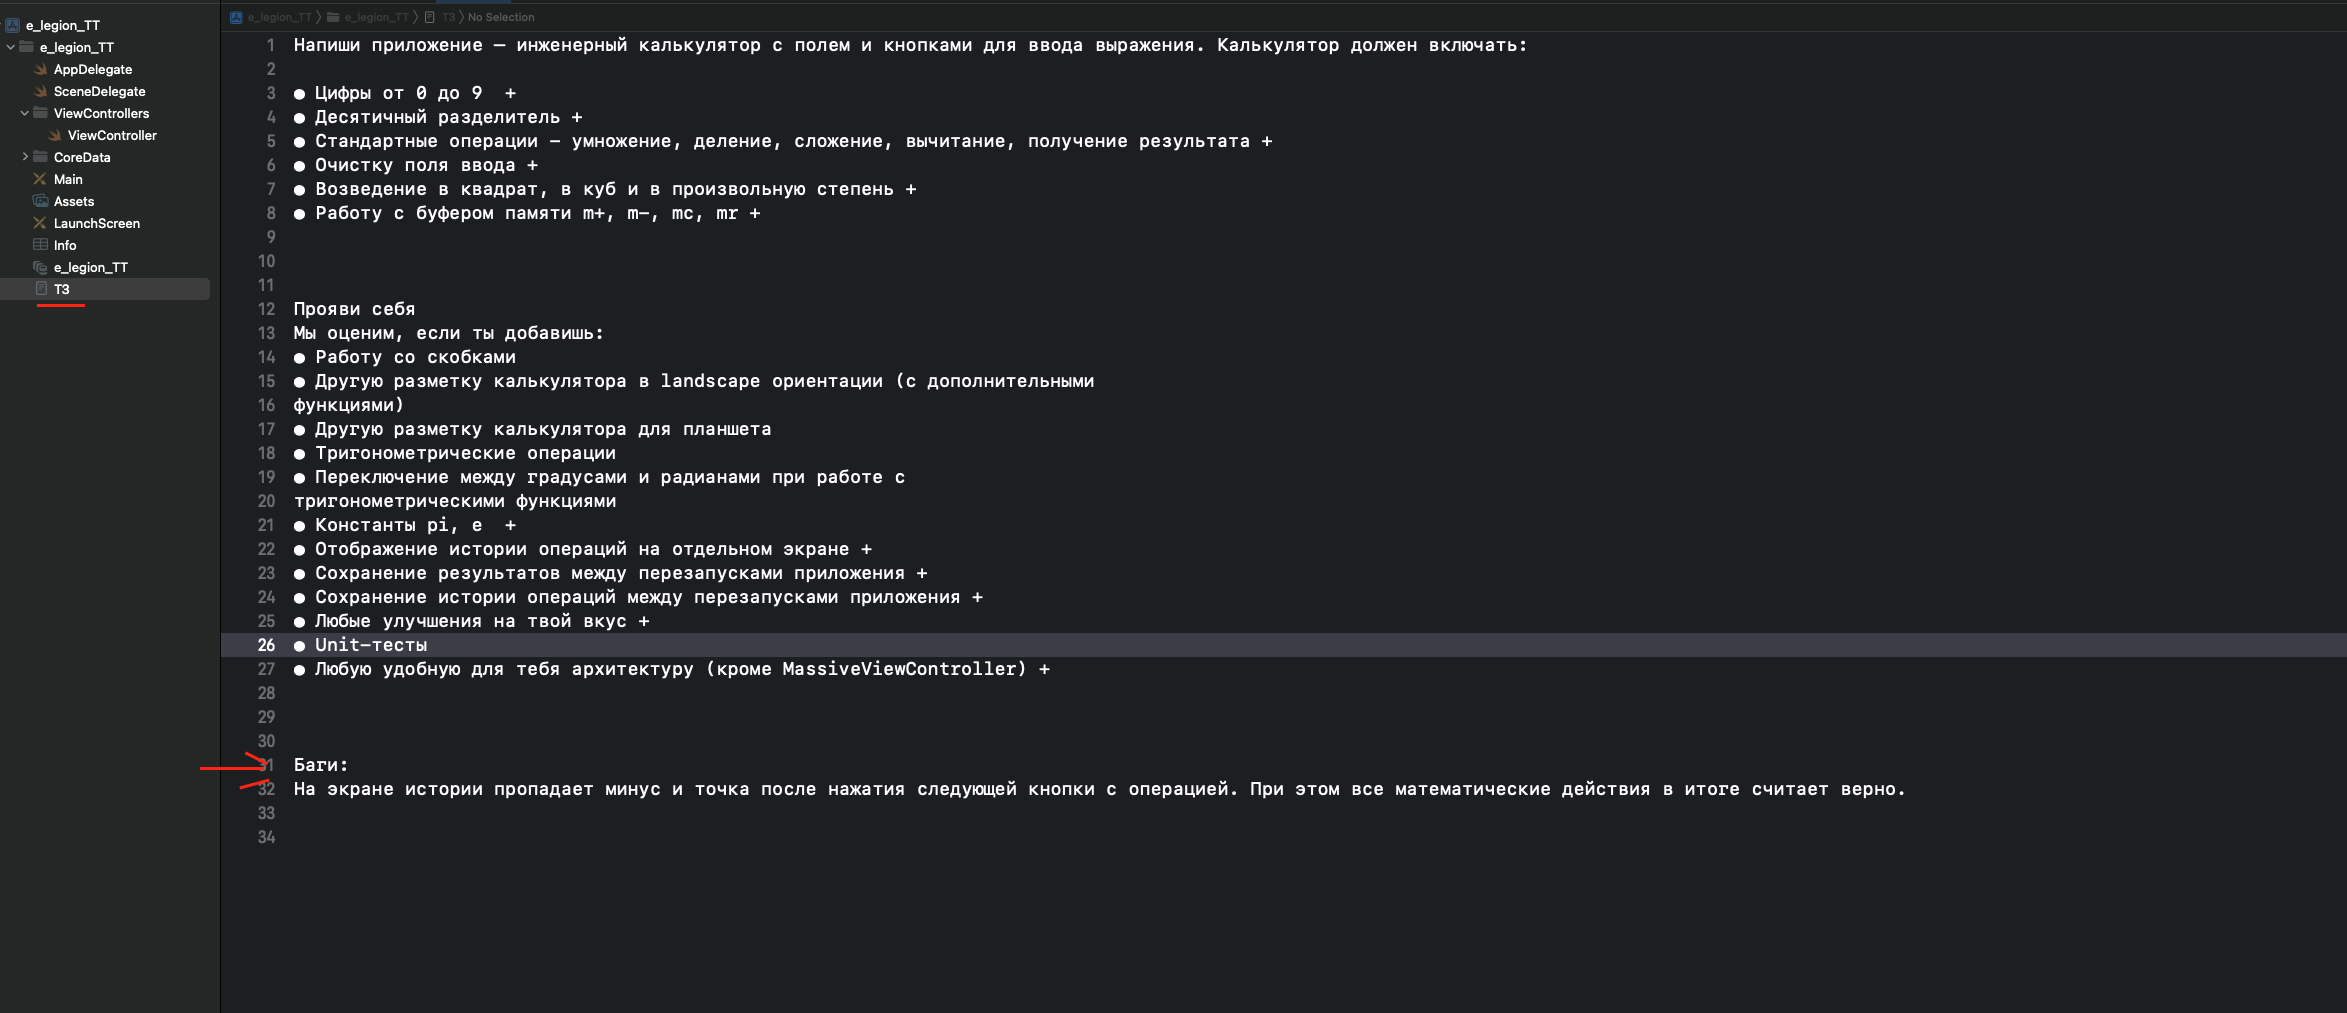 e_legion_TT
e_legion_TT
AppDelegate
SceneDelegate
ViewControllers
ViewController
CoreData
Main
Assets
LaunchScreen
Info
e_legion_TT
ТЗ
e_legion_TT e_legion_TT ТЗ No Selection
1 Напиши приложение — инженерный калькулятор с полем и кнопками для ввода выражения. Калькулятор должен включать:
2
3 ● Цифры от 0 до 9 +
4 ● Десятичный разделитель +
5 ● Стандартные операции – умножение, деление, сложение, вычитание, получение результата +
6 ● Очистку поля ввода +
7 ● Возведение в квадрат, в куб и в произвольную степень +
8 ● Работу с буфером памяти m+, m-, mc, mr +
9
10
11
12 Прояви себя
13 Мы оценим, если ты добавишь:
14 ● Работу со скобками
15 ● Другую разметку калькулятора в landscape ориентации (с дополнительными
16 функциями)
17 ● Другую разметку калькулятора для планшета
18 ● Тригонометрические операции
19 ● Переключение между градусами и радианами при работе с
20 тригонометрическими функциями
21 ● Константы pi, e +
22 ● Отображение истории операций на отдельном экране +
23 ● Сохранение результатов между перезапусками приложения +
24 ● Сохранение истории операций между перезапусками приложения +
25 ● Любые улучшения на твой вкус +
26 ● Unit-тесты
27 ● Любую удобную для тебя архитектуру (кроме MassiveViewController) +
28
29
30
31 Баги:
32 На экране истории пропадает минус и точка после нажатия следующей кнопки с операцией. При этом все математические действия в итоге считает верно.
33
34